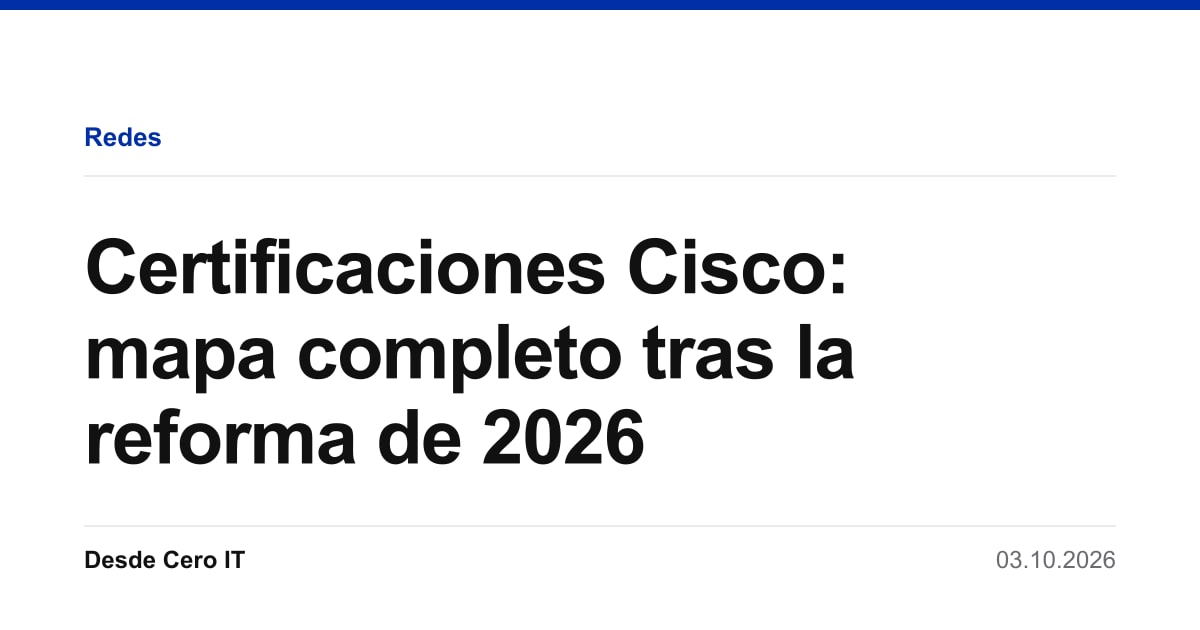 Redes
Certificaciones Cisco:
mapa completo tras la
reforma de 2026
Desde Cero IT
03.10.2026